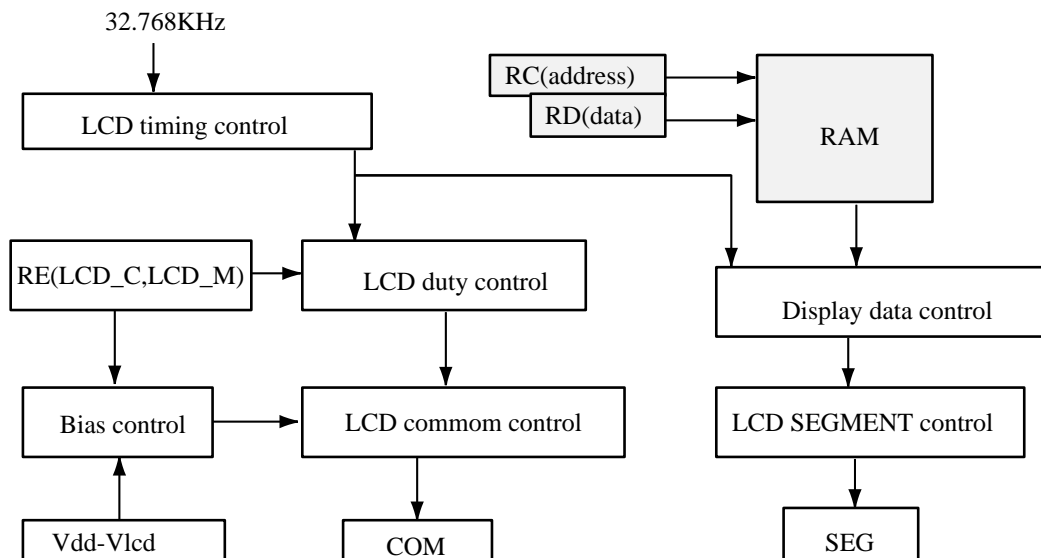 32.768KHz
RC(address)
LCD timing control
RD(data)
RAM
RE(LCD_C,LCD_M)
LCD duty control
Display data control
Bias control
LCD commom control
LCD SEGMENT control
Vdd-Vlcd
COM
SEG